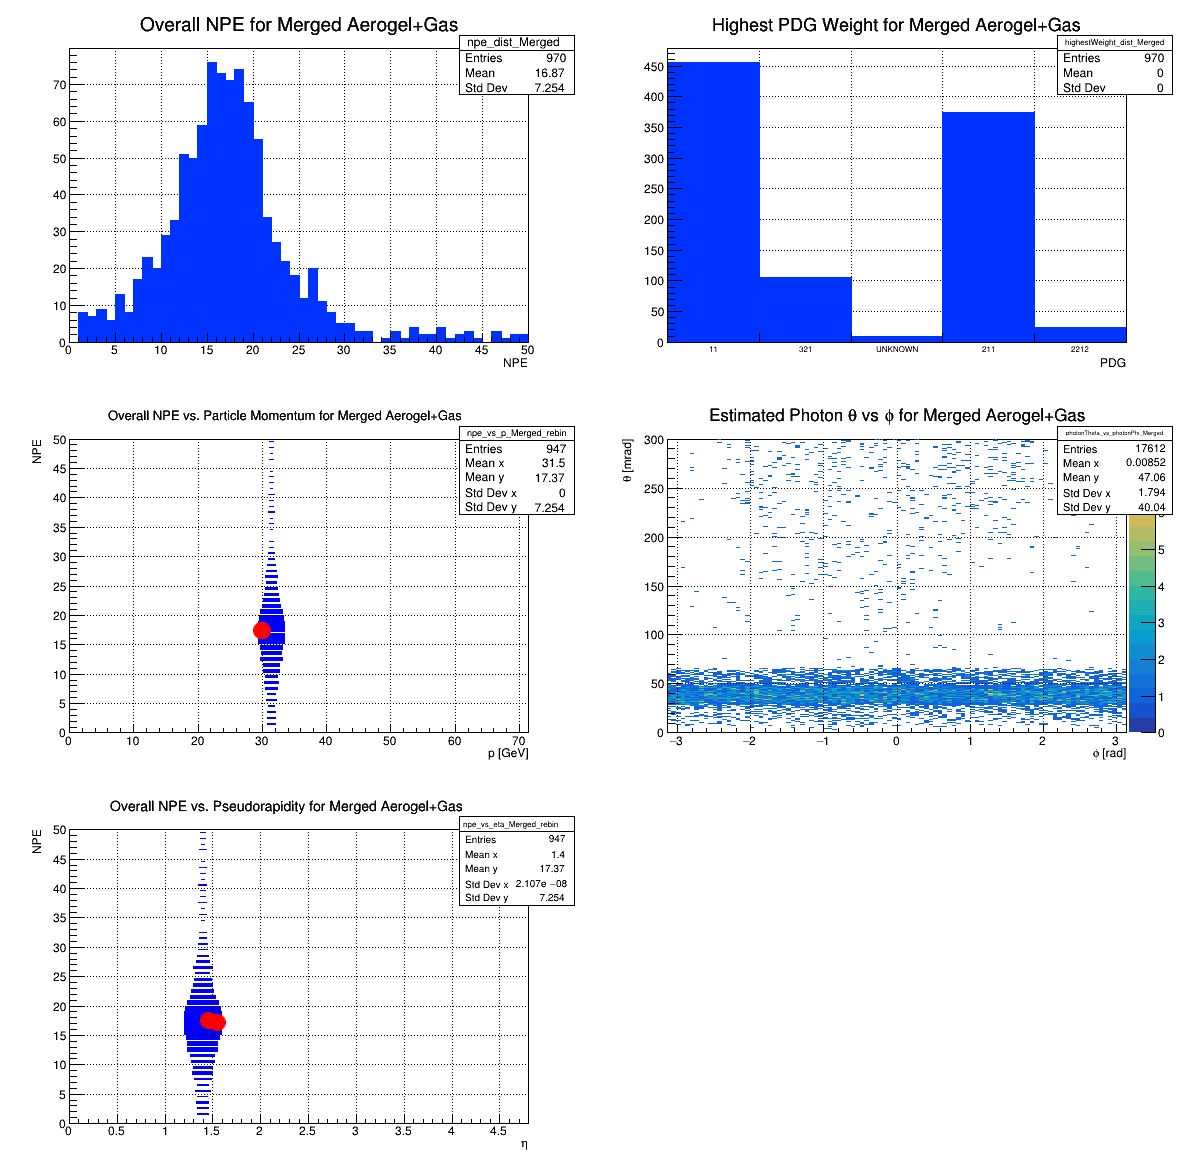 Overall NPE for Merged Aerogel+Gas
npe_dist_Merged
Entries 970
Mean 16.87
Std Dev 7.254
70
60
50
40
30
20
10
0
0 5 10 15 20 25 30 35 40 45 50
NPE
Highest PDG Weight for Merged Aerogel+Gas
highestWeight_dist_Merged
Entries 970
Mean 0
Std Dev 0
450
400
350
300
250
200
150
100
50
0
11 321 UNKNOWN 211 2212
PDG
Overall NPE vs. Particle Momentum for Merged Aerogel+Gas
npe_vs_p_Merged_rebin
Entries 947
Mean x 31.5
Mean y 17.37
Std Dev x 0
Std Dev y 7.254
NPE
50
45
40
35
30
25
20
15
10
5
0
0 10 20 30 40 50 60 70
p [GeV]
Estimated Photon θ vs ϕ for Merged Aerogel+Gas
photonTheta_vs_photonPhi_Merged
Entries 17612
Mean x 0.00852
Mean y 47.06
Std Dev x 1.794
Std Dev y 40.04
θ [mrad]
300
250
200
150
100
50
0
−3 −2 −1 0 1 2 3
ϕ [rad]
5
4
3
2
1
0
Overall NPE vs. Pseudorapidity for Merged Aerogel+Gas
npe_vs_eta_Merged_rebin
Entries 947
Mean x 1.4
Mean y 17.37
Std Dev x 2.107e −08
Std Dev y 7.254
NPE
50
45
40
35
30
25
20
15
10
5
0
0 0.5 1 1.5 2 2.5 3 3.5 4 4.5
η